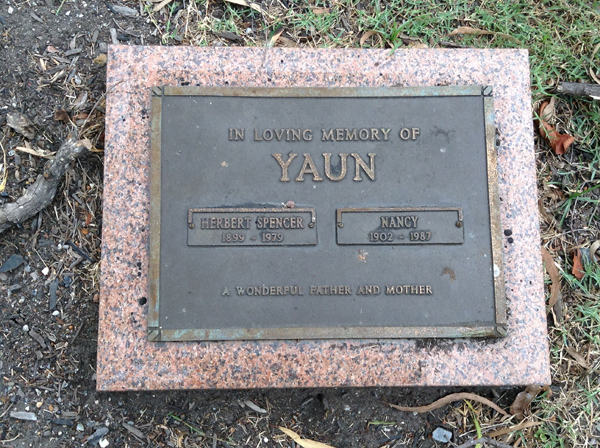 IN LOVING MEMORY OF
YAUN
HERBERT SPENCER
1899 - 1979
NANCY
1902 - 1987
A WONDERFUL FATHER AND MOTHER